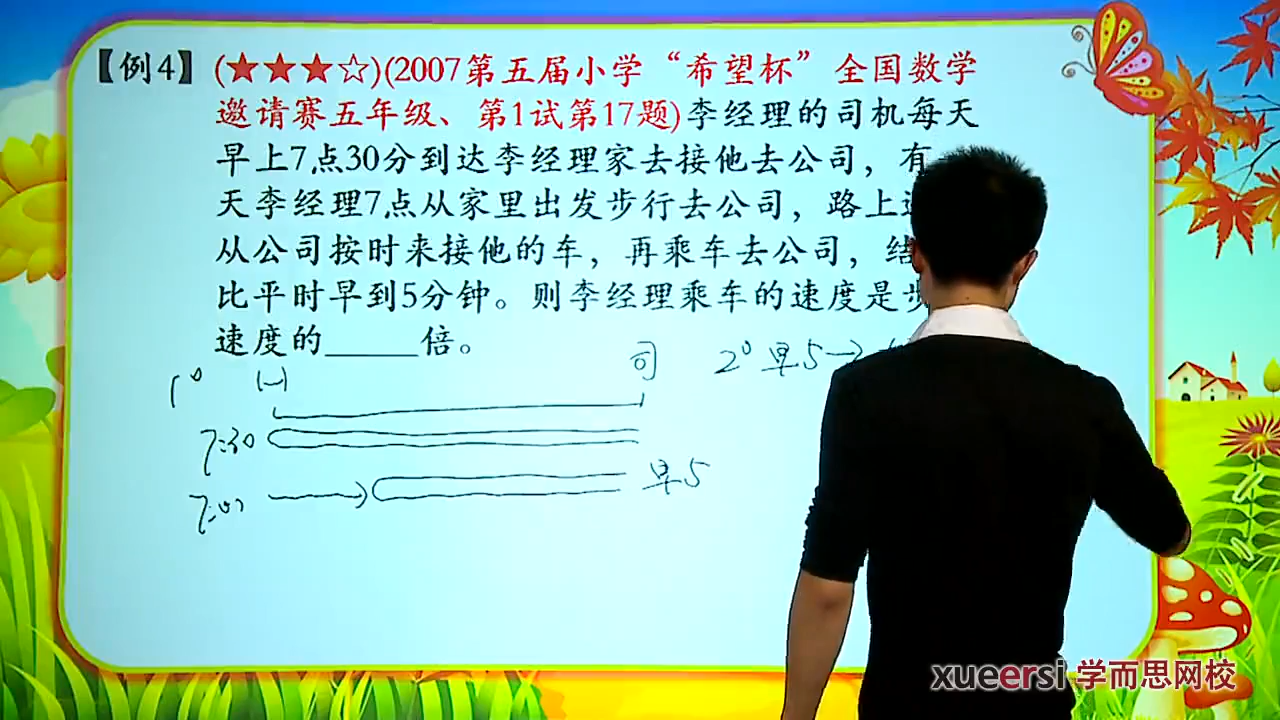 【例4】(★★★☆)(2007第五届小学“希望杯”全国数学
邀请赛五年级、第1试第17题)李经理的司机每天
早上7点30分到达李经理家去接他去公司，有
天李经理7点从家里出发步行去公司，路上
从公司按时来接他的车，再乘车去公司，结
比平时早到5分钟。则李经理乘车的速度是
速度的_____倍。
司 2° 早5→
1°
7:30
7:00 早5
xueersi 学而思网校